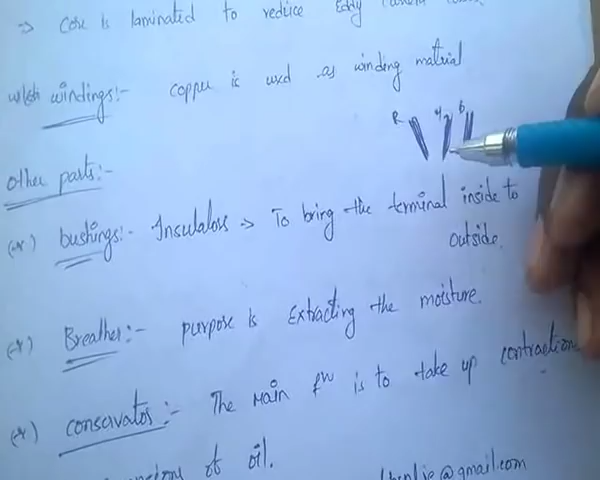 => Core is laminated to reduce Eddy
windings:- Copper is used as winding matrial
R y b
Other parts:-
(*) bushings:- Insulators => To bring the terminal inside to
outside.
(*) Breather:- purpose is Extracting the moisture.
(*) conservator:- The main fn is to take up contraction
of oil.
@gmail.com